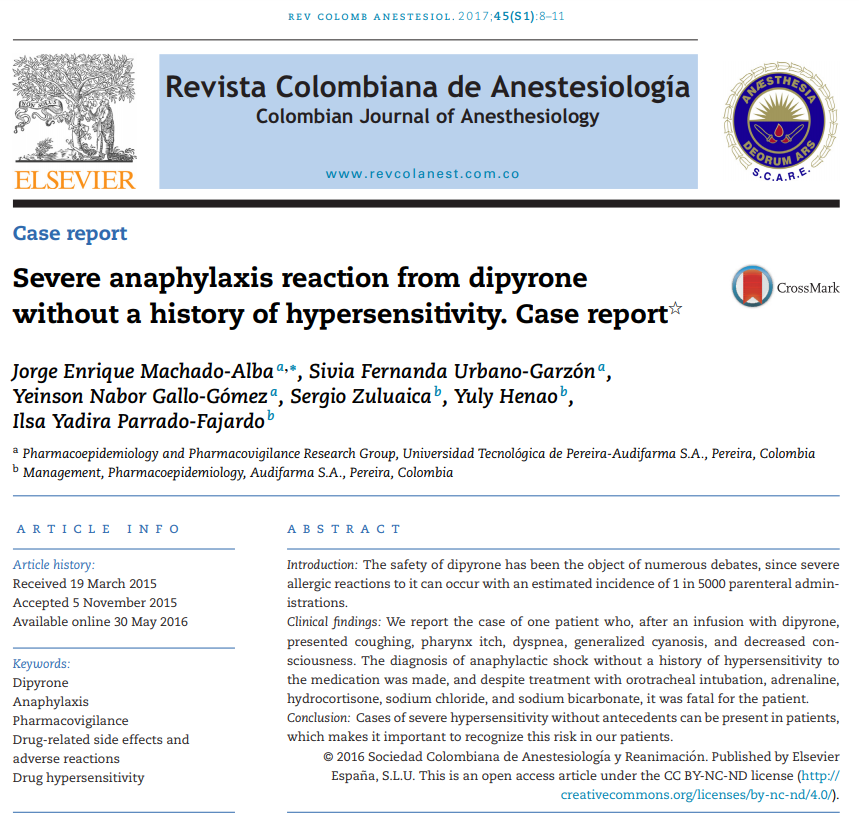 REV COLOMB ANESTESIOL. 2017;45(S1):8–11
ELSEVIER
Revista Colombiana de Anestesiología
Colombian Journal of Anesthesiology
www.revcolanest.com.co
ANÆSTHESIA
DEORUM ARS
S.C.A.R.E.
Case report
Severe anaphylaxis reaction from dipyrone
without a history of hypersensitivity. Case report☆
CrossMark
Jorge Enrique Machado-Alba a,*, Sivia Fernanda Urbano-Garzón a,
Yeinson Nabor Gallo-Gómez a, Sergio Zuluaica b, Yuly Henao b,
Ilsa Yadira Parrado-Fajardo b
a Pharmacoepidemiology and Pharmacovigilance Research Group, Universidad Tecnológica de Pereira-Audifarma S.A., Pereira, Colombia
b Management, Pharmacoepidemiology, Audifarma S.A., Pereira, Colombia
ARTICLE INFO
Article history:
Received 19 March 2015
Accepted 5 November 2015
Available online 30 May 2016
Keywords:
Dipyrone
Anaphylaxis
Pharmacovigilance
Drug-related side effects and
adverse reactions
Drug hypersensitivity
ABSTRACT
Introduction: The safety of dipyrone has been the object of numerous debates, since severe
allergic reactions to it can occur with an estimated incidence of 1 in 5000 parenteral admin-
istrations.
Clinical findings: We report the case of one patient who, after an infusion with dipyrone,
presented coughing, pharynx itch, dyspnea, generalized cyanosis, and decreased con-
sciousness. The diagnosis of anaphylactic shock without a history of hypersensitivity to
the medication was made, and despite treatment with orotracheal intubation, adrenaline,
hydrocortisone, sodium chloride, and sodium bicarbonate, it was fatal for the patient.
Conclusion: Cases of severe hypersensitivity without antecedents can be present in patients,
which makes it important to recognize this risk in our patients.
© 2016 Sociedad Colombiana de Anestesiología y Reanimación. Published by Elsevier
España, S.L.U. This is an open access article under the CC BY-NC-ND license (http://
creativecommons.org/licenses/by-nc-nd/4.0/).